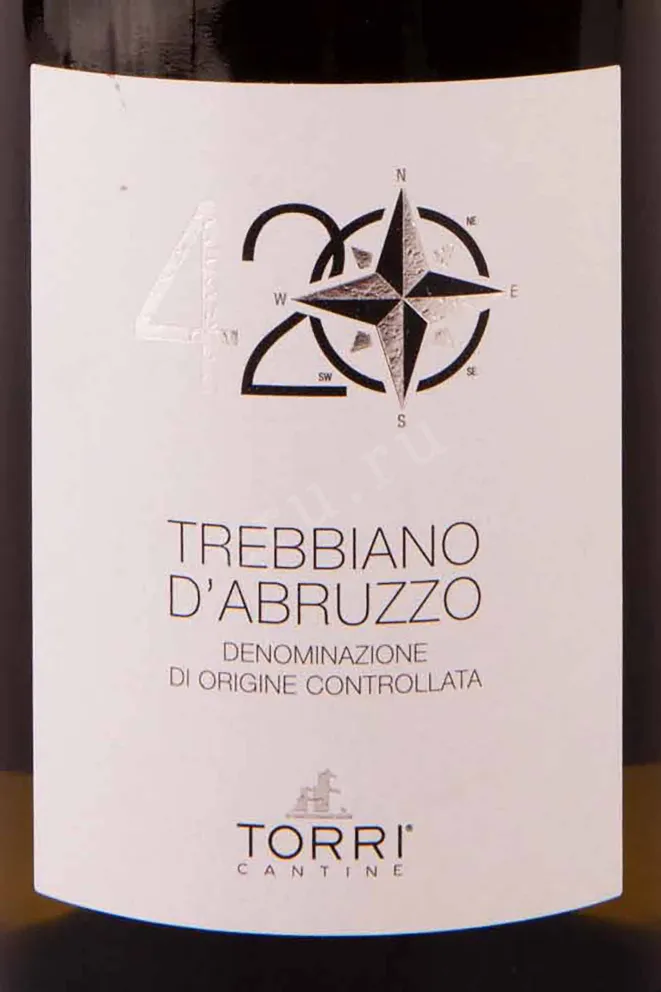 420
N
NE
W
E
SW
SE
S
TREBBIANO
D'ABRUZZO
DENOMINAZIONE
DI ORIGINE CONTROLLATA
TORRI®
CANTINE